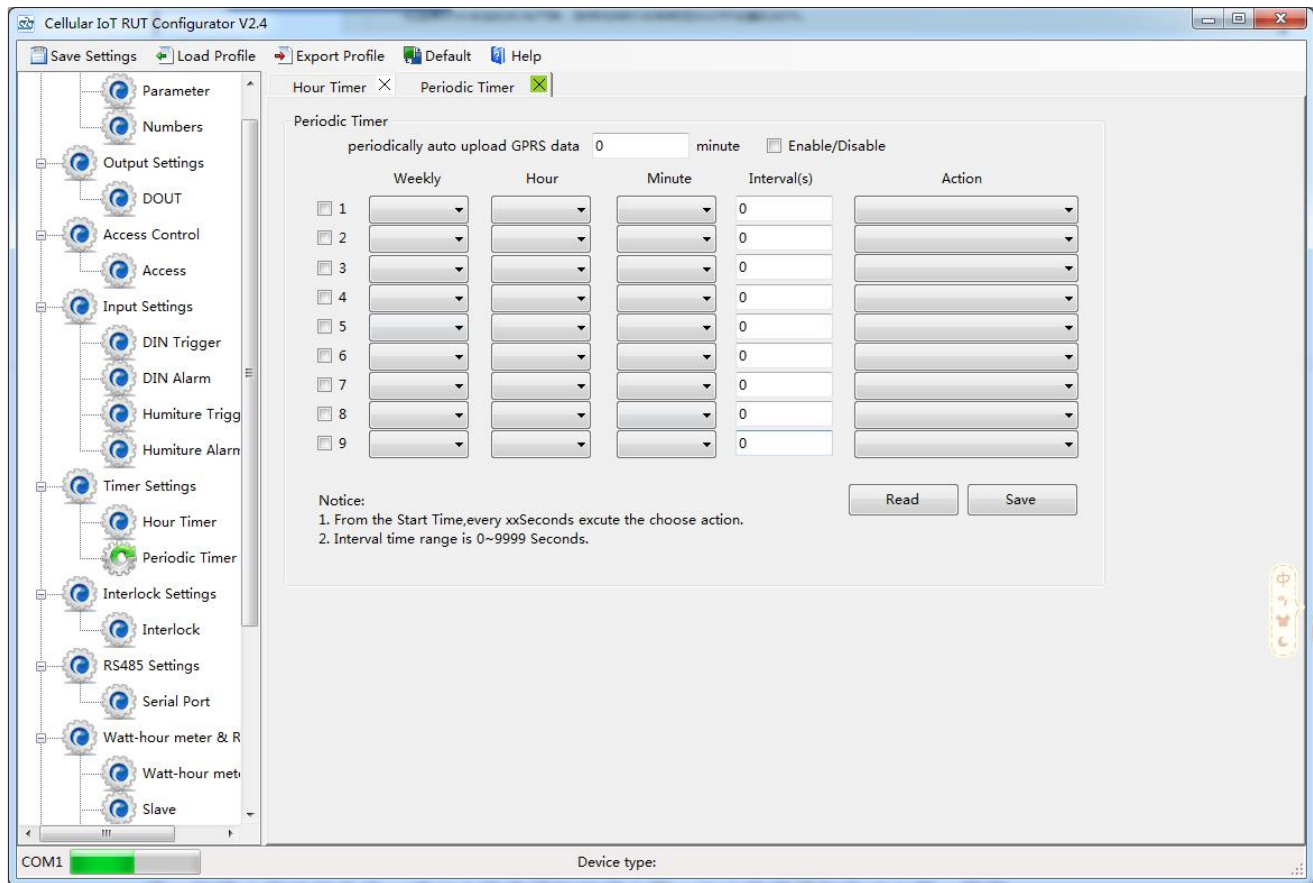 Cellular IoT RUT Configurator V2.4
Save Settings Load Profile Export Profile Default Help
Parameter
Numbers
Output Settings
DOUT
Access Control
Access
Input Settings
DIN Trigger
DIN Alarm
Humiture Trigg
Humiture Alarm
Timer Settings
Hour Timer
Periodic Timer
Interlock Settings
Interlock
RS485 Settings
Serial Port
Watt-hour meter & R
Watt-hour mete
Slave
Hour Timer Periodic Timer
Periodic Timer
periodically auto upload GPRS data 0 minute Enable/Disable
Weekly Hour Minute Interval(s) Action
1 0
2 0
3 0
4 0
5 0
6 0
7 0
8 0
9 0
Notice:
1. From the Start Time,every xxSeconds excute the choose action.
2. Interval time range is 0~9999 Seconds.
Read Save
中
COM1 Device type: